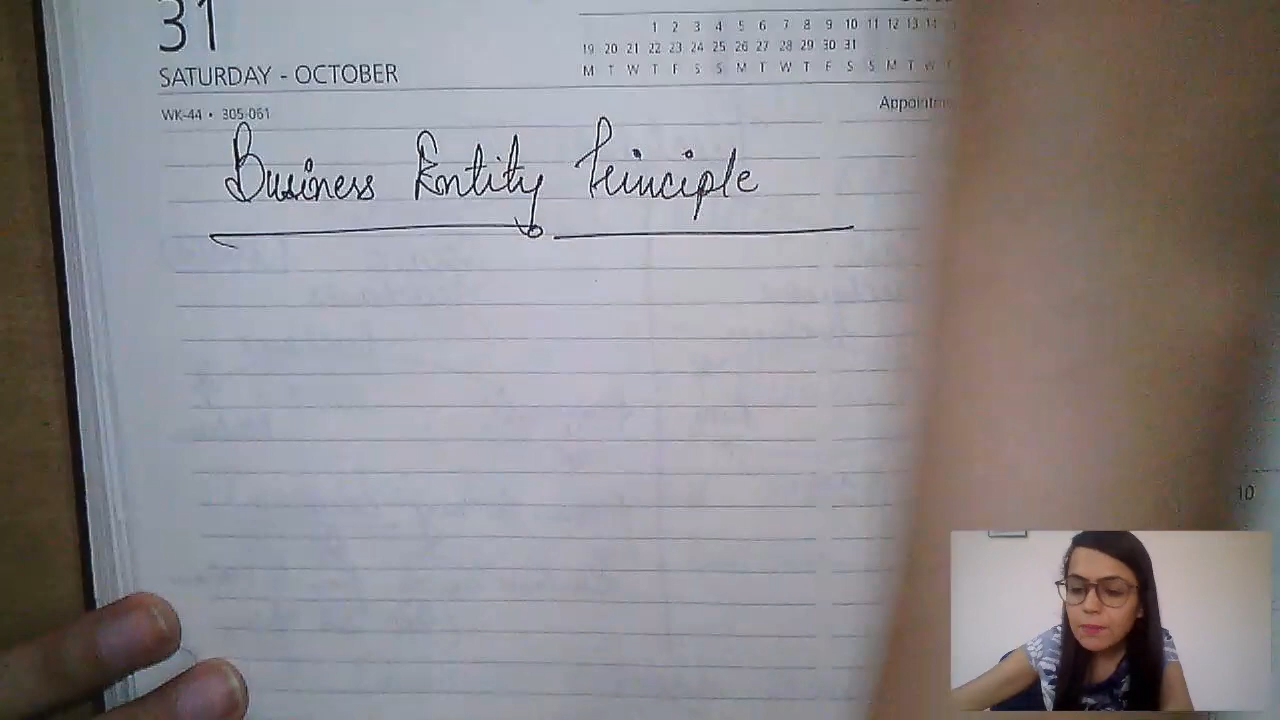 31
1 2 3 4 5 6 7 8 9 10 11 12 13 14
19 20 21 22 23 24 25 26 27 28 29 30 31
SATURDAY - OCTOBER
M T W T F S S M T W T F S S M T W
WK-44 • 305-061
Business Entity Principle
10